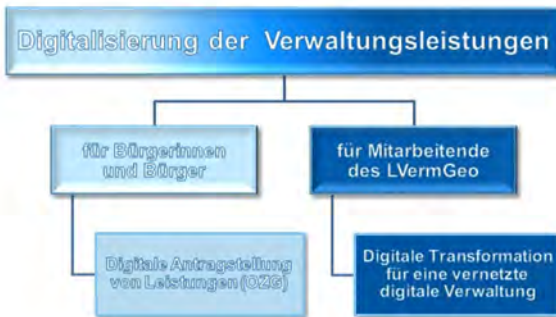 Digitalisierung der Verwaltungsleistungen
für Bürgerinnen
und Bürger
für Mitarbeitende
des LVermGeo
Digitale Antragstellung
von Leistungen (OZG)
Digitale Transformation
für eine vernetzte
digitale Verwaltung